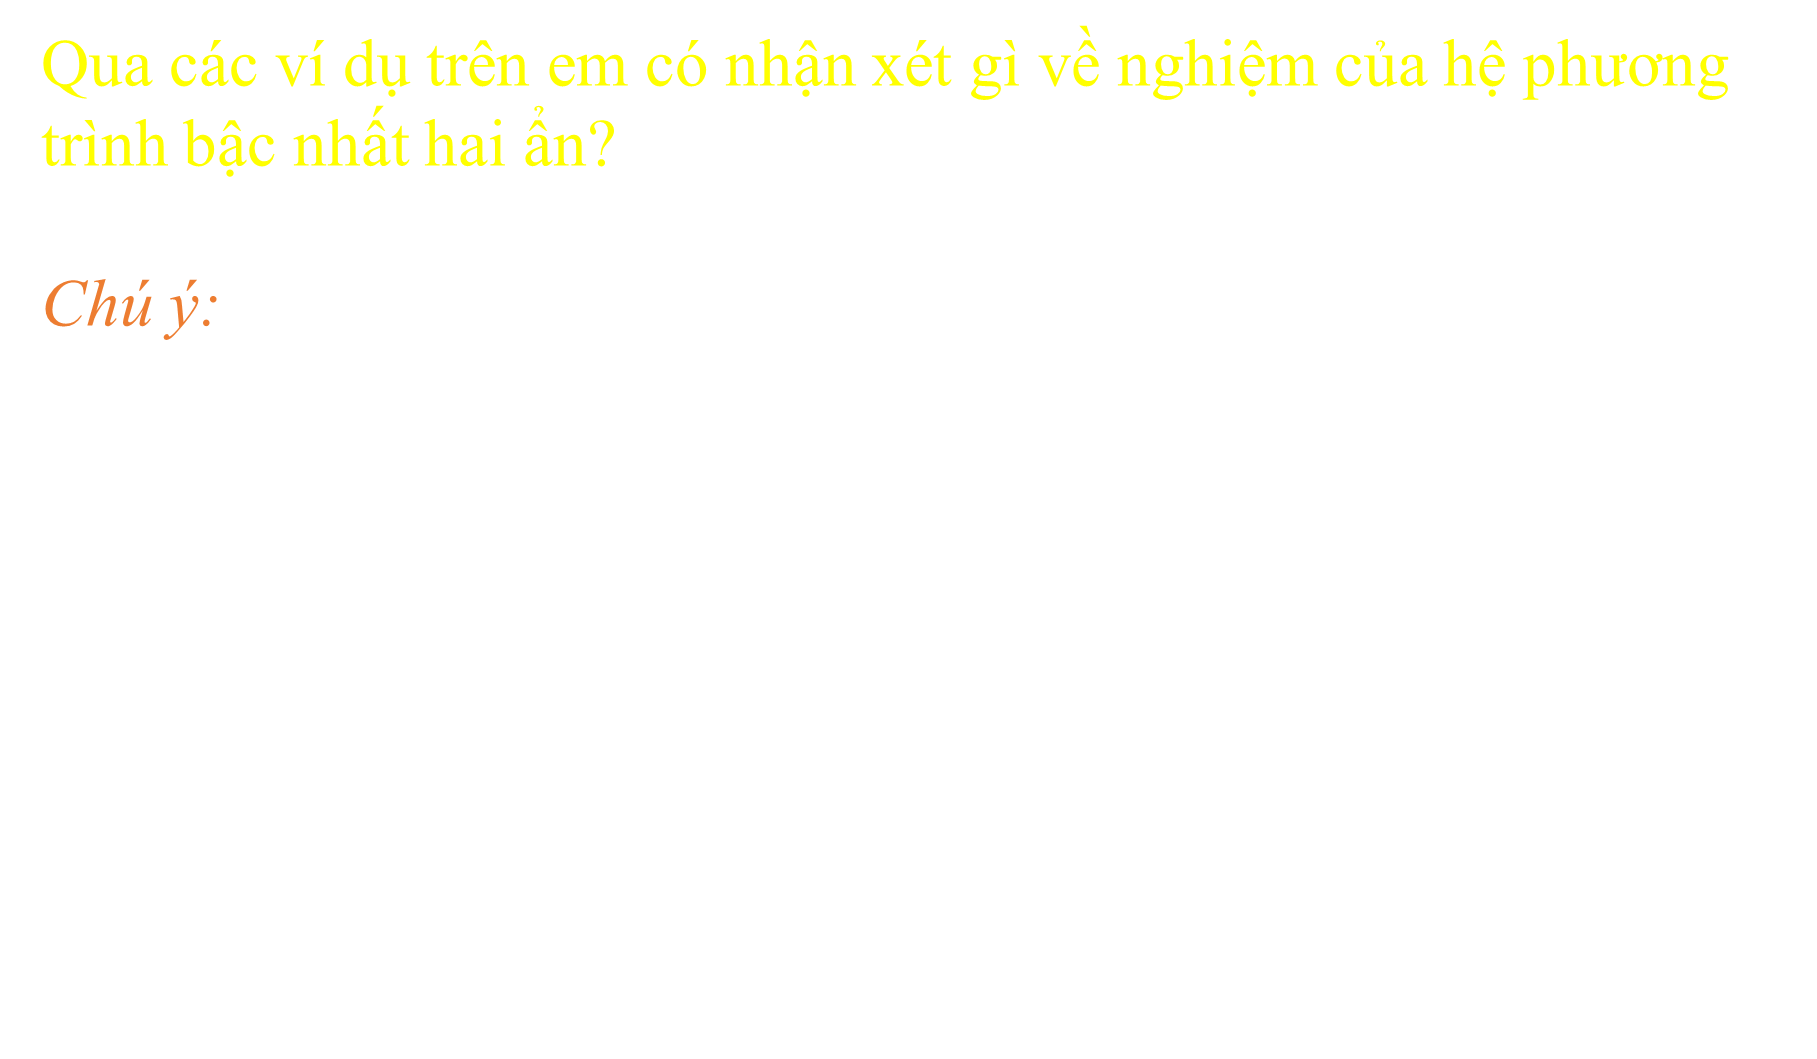 Qua các ví dụ trên em có nhận xét gì về nghiệm của hệ phương
trình bậc nhất hai ẩn?
Chú ý: